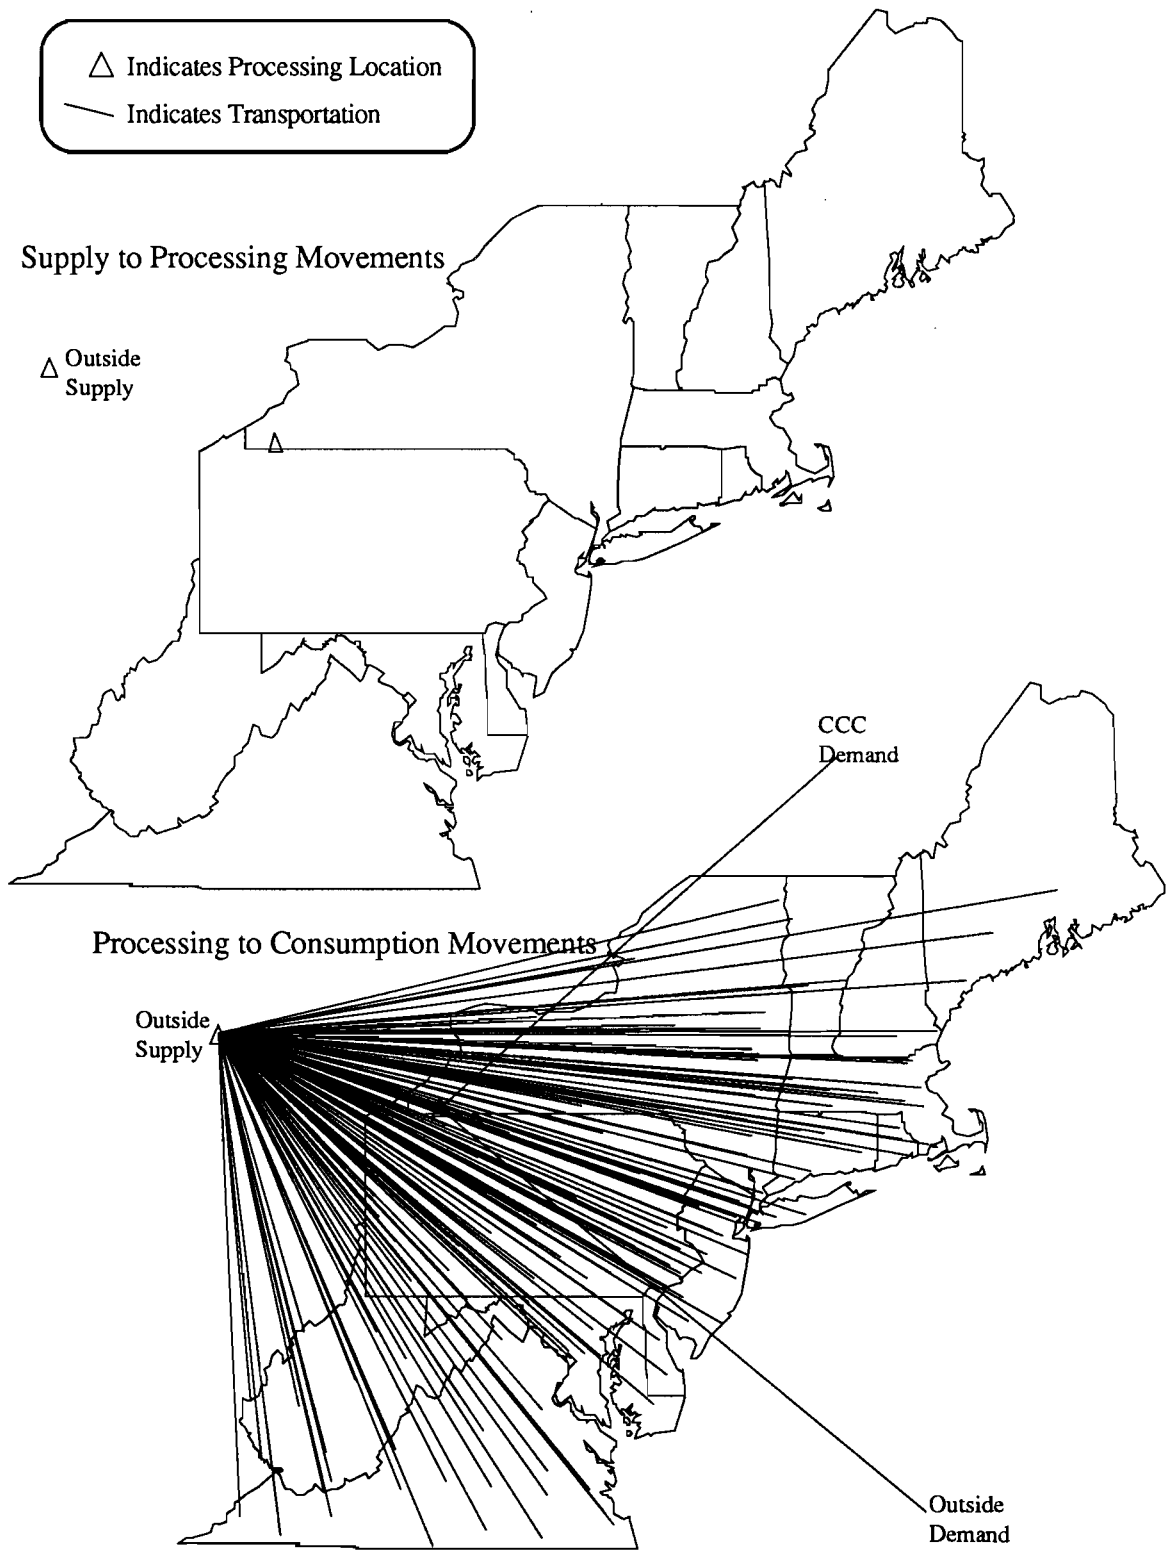 Indicates Processing Location
Indicates Transportation
Supply to Processing Movements
Outside
Supply
CCC
Demand
Processing to Consumption Movements
Outside
Supply
Outside
Demand